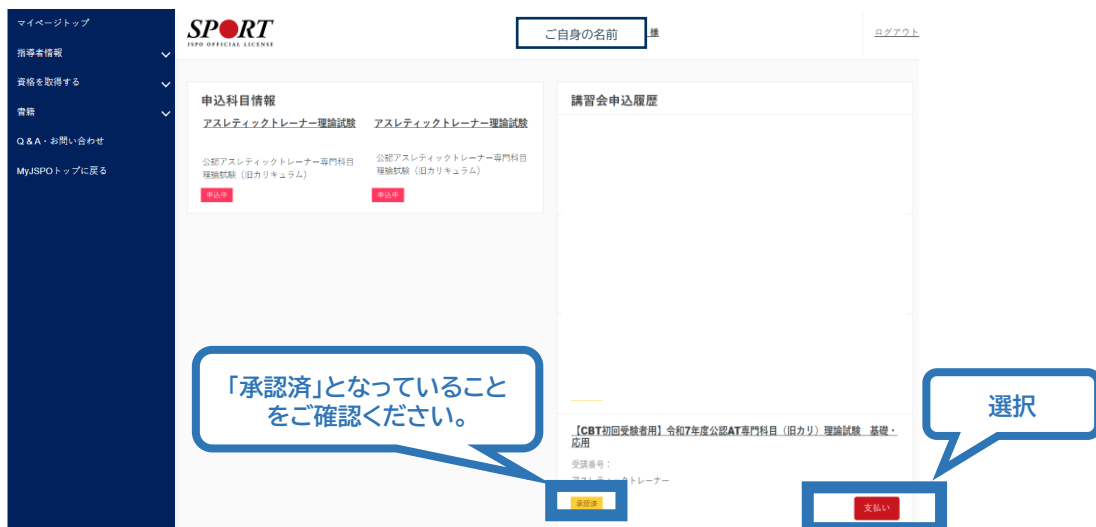 マイページトップ
指導者情報
資格を取得する
書籍
Q&A・お問い合わせ
MyJSPOトップに戻る
SPORT
JSPO OFFICIAL LICENSE
ご自身の名前 様
ログアウト
申込科目情報
アスレティックトレーナー理論試験 アスレティックトレーナー理論試験
公認アスレティックトレーナー専門科目 公認アスレティックトレーナー専門科目
理論試験（旧カリキュラム） 理論試験（旧カリキュラム）
申込中 申込中
講習会申込履歴
「承認済」となっていること
をご確認ください。
選択
【CBT初回受験者用】令和7年度公認AT専門科目（旧カリ）理論試験 基礎・
応用
受講番号：
アスレティックトレーナー
承認済
支払い